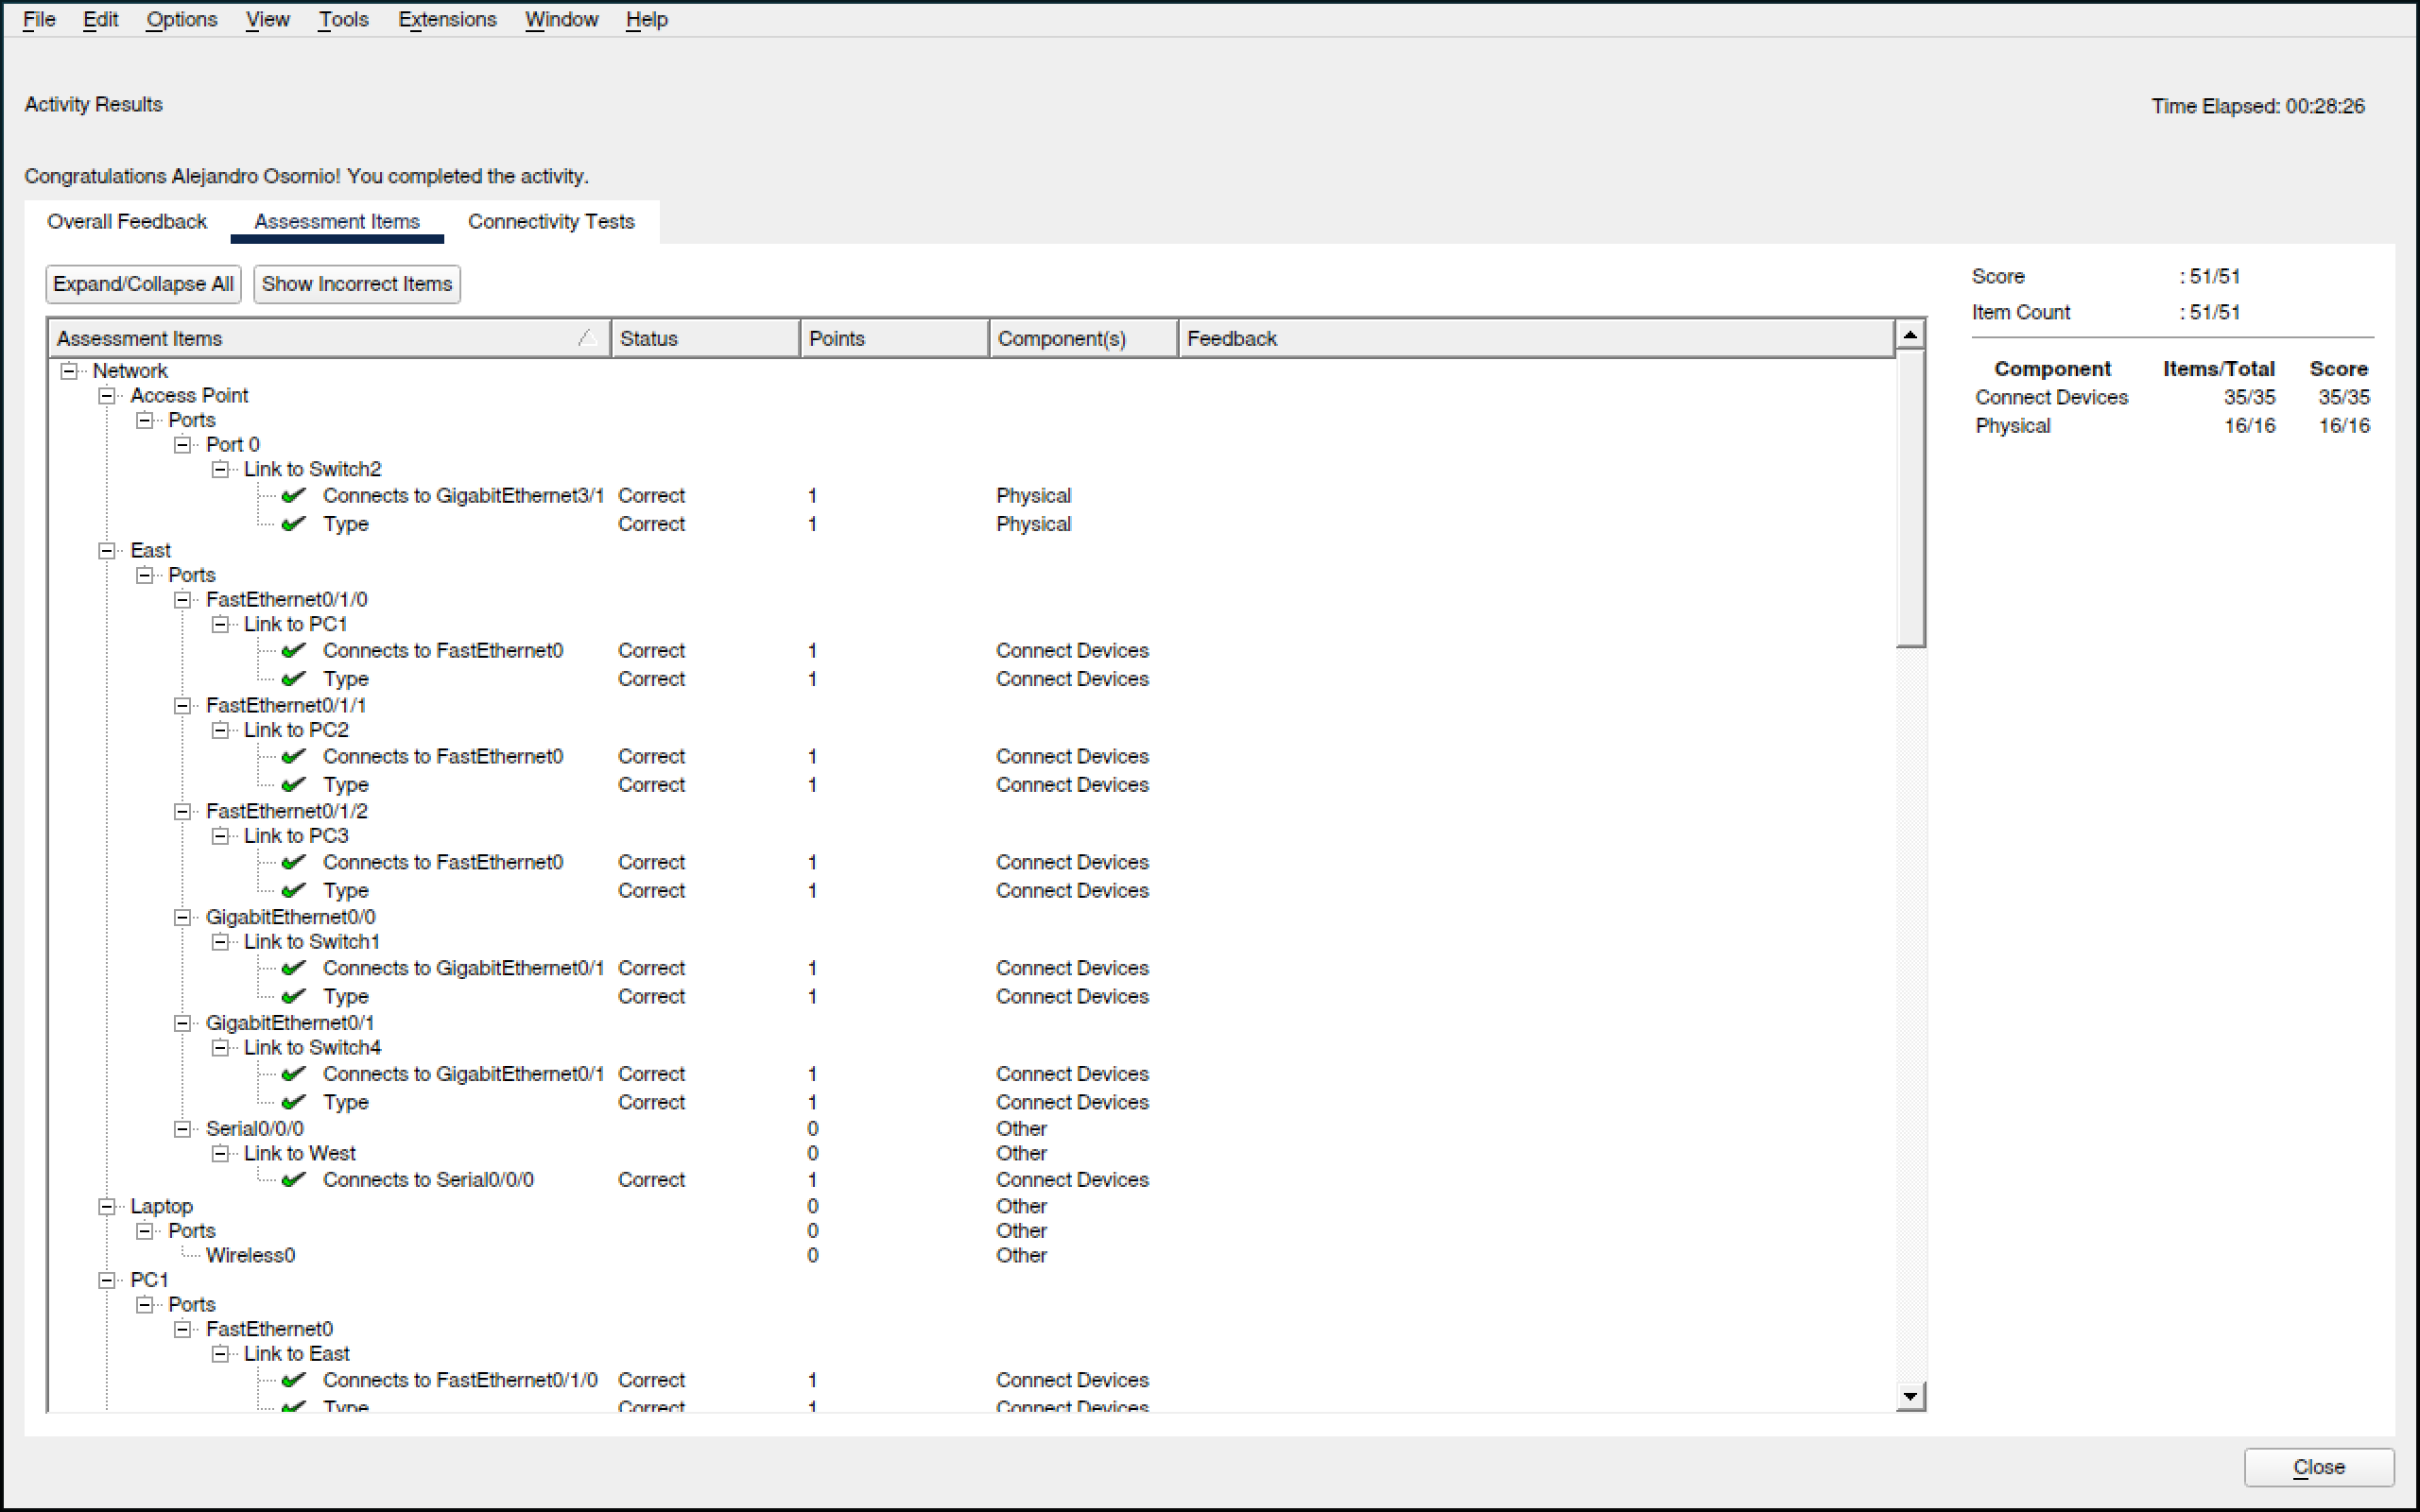 File Edit Options View Tools Extensions Window Help
Activity Results
Time Elapsed: 00:28:26
Congratulations Alejandro Osornio! You completed the activity.
Overall Feedback Assessment Items Connectivity Tests
Expand/Collapse All Show Incorrect Items
Assessment Items Status Points Component(s) Feedback
Network
Access Point
Ports
Port 0
Link to Switch2
Connects to GigabitEthernet3/1 Correct 1 Physical
Type Correct 1 Physical
East
Ports
FastEthernet0/1/0
Link to PC1
Connects to FastEthernet0 Correct 1 Connect Devices
Type Correct 1 Connect Devices
FastEthernet0/1/1
Link to PC2
Connects to FastEthernet0 Correct 1 Connect Devices
Type Correct 1 Connect Devices
FastEthernet0/1/2
Link to PC3
Connects to FastEthernet0 Correct 1 Connect Devices
Type Correct 1 Connect Devices
GigabitEthernet0/0
Link to Switch1
Connects to GigabitEthernet0/1 Correct 1 Connect Devices
Type Correct 1 Connect Devices
GigabitEthernet0/1
Link to Switch4
Connects to GigabitEthernet0/1 Correct 1 Connect Devices
Type Correct 1 Connect Devices
Serial0/0/0 0 Other
Link to West 0 Other
Connects to Serial0/0/0 Correct 1 Connect Devices
Laptop 0 Other
Ports 0 Other
Wireless0 0 Other
PC1
Ports
FastEthernet0
Link to East
Connects to FastEthernet0/1/0 Correct 1 Connect Devices
Type Correct 1 Connect Devices
Score : 51/51
Item Count : 51/51
Component Items/Total Score
Connect Devices 35/35 35/35
Physical 16/16 16/16
Close